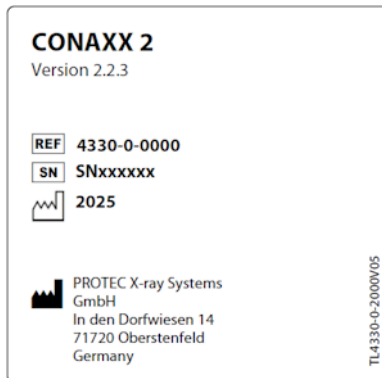 CONAXX 2
Version 2.2.3
REF 4330-0-0000
SN SNxxxxxx
2025
PROTEC X-ray Systems
GmbH
In den Dorfwiesen 14
71720 Oberstenfeld
Germany
TL4330-0-2000V05